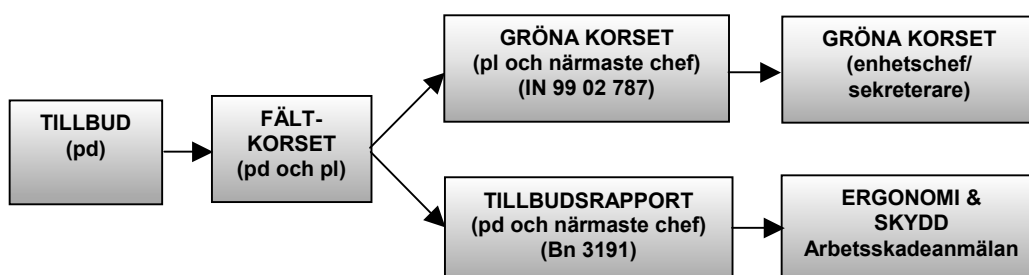 TILLBUD
(pd)
FÄLT-
KORSET
(pd och pl)
GRÖNA KORSET
(pl och närmaste chef)
(IN 99 02 787)
GRÖNA KORSET
(enhetschef/
sekreterare)
TILLBUDSRAPPORT
(pd och närmaste chef)
(Bn 3191)
ERGONOMI &
SKYDD
Arbetsskadeanmälan